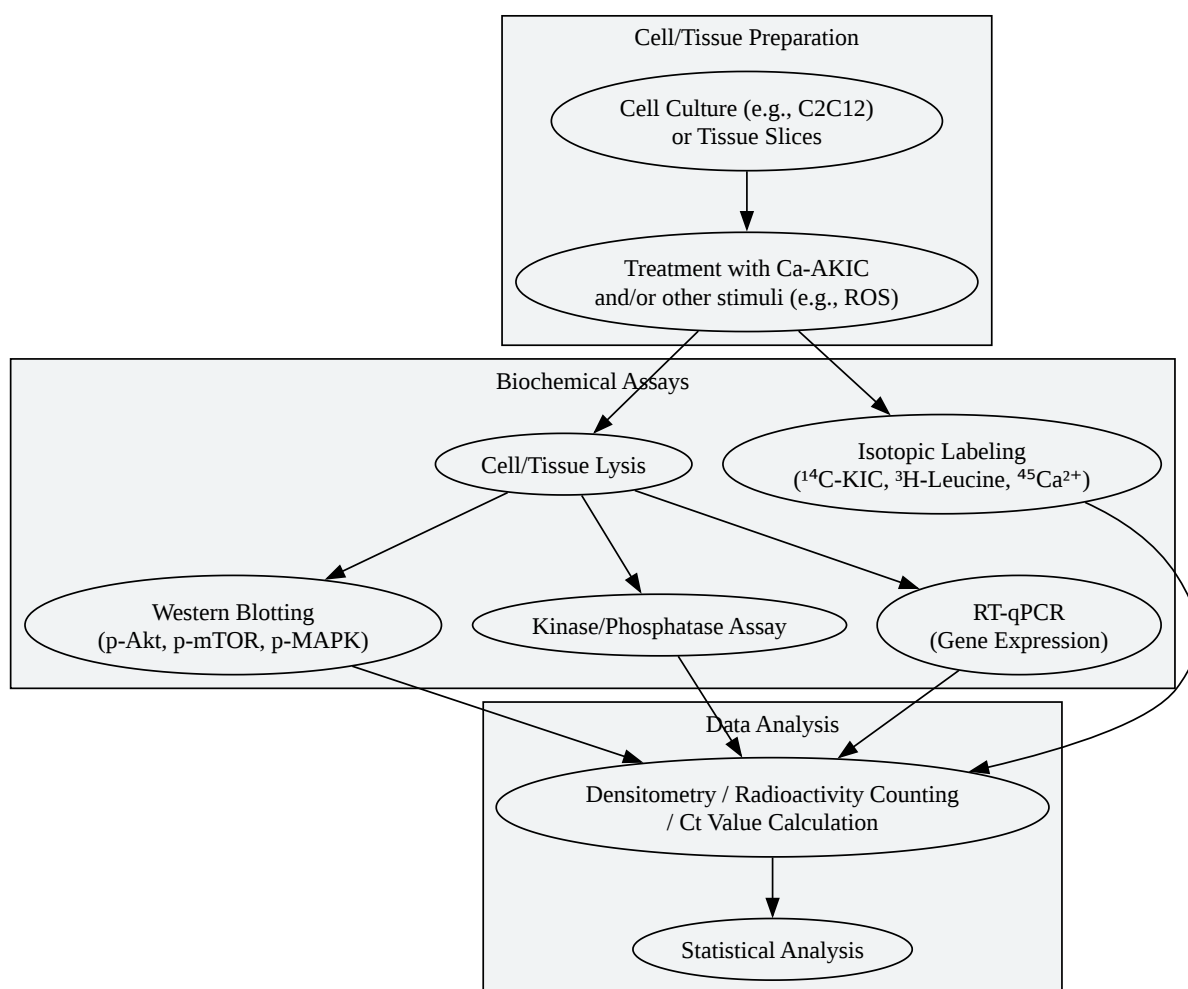 Cell/Tissue Preparation
Cell Culture (e.g., C2C12)
or Tissue Slices
Treatment with Ca-AKIC
and/or other stimuli (e.g., ROS)
Biochemical Assays
Cell/Tissue Lysis
Isotopic Labeling
(¹⁴C-KIC, ³H-Leucine, ⁴⁵Ca²⁺)
Western Blotting
(p-Akt, p-mTOR, p-MAPK)
Kinase/Phosphatase Assay
RT-qPCR
(Gene Expression)
Data Analysis
Densitometry / Radioactivity Counting
/ Ct Value Calculation
Statistical Analysis